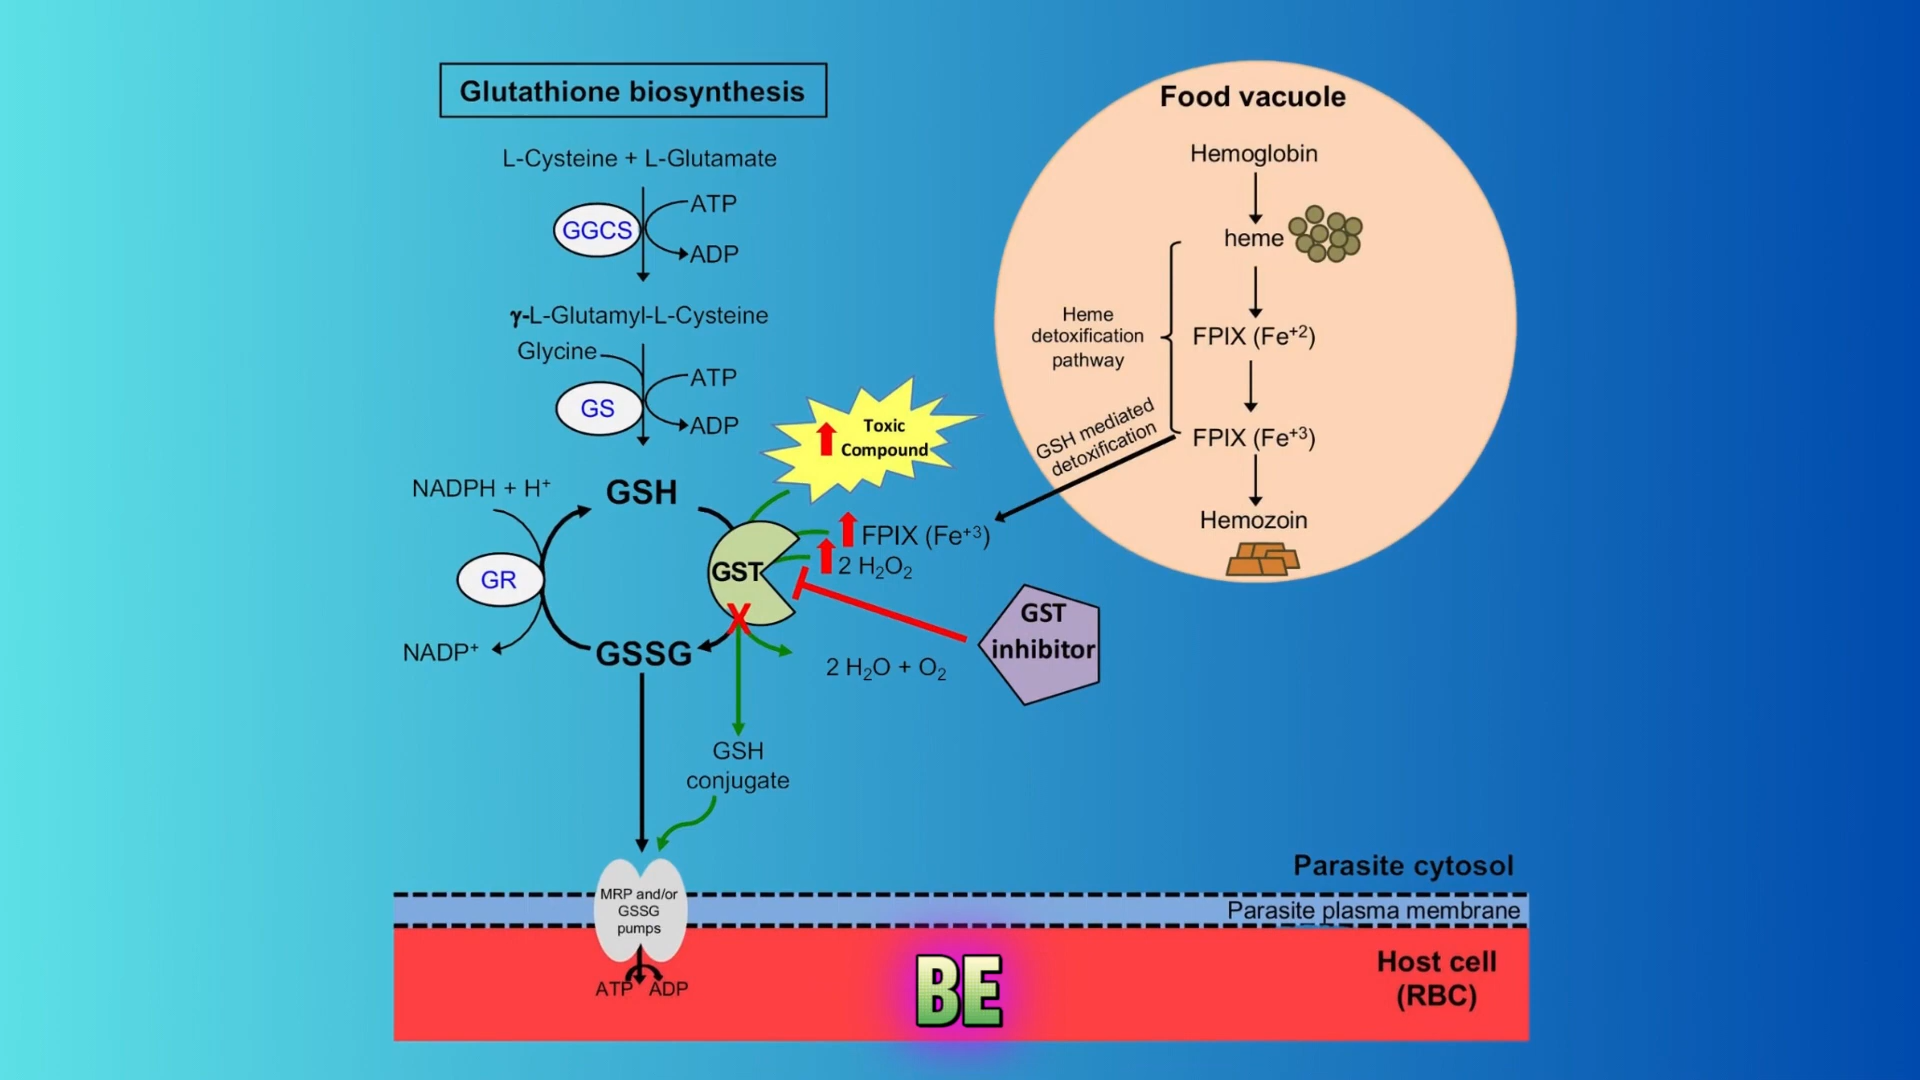 Glutathione biosynthesis
L-Cysteine + L-Glutamate
GGCS
ATP
ADP
γ-L-Glutamyl-L-Cysteine
Glycine
GS
ATP
ADP
NADPH + H⁺
GSH
GR
NADP⁺
GSSG
GST
X
Toxic
Compound
FPIX (Fe⁺³)
2 H₂O₂
2 H₂O + O₂
GST
inhibitor
GSH
conjugate
Food vacuole
Hemoglobin
heme
Heme
detoxification
pathway
FPIX (Fe⁺²)
FPIX (Fe⁺³)
GSH mediated
detoxification
Hemozoin
MRP and/or
GSSG
pumps
ATP ADP
Parasite cytosol
Parasite plasma membrane
Host cell
(RBC)
BE